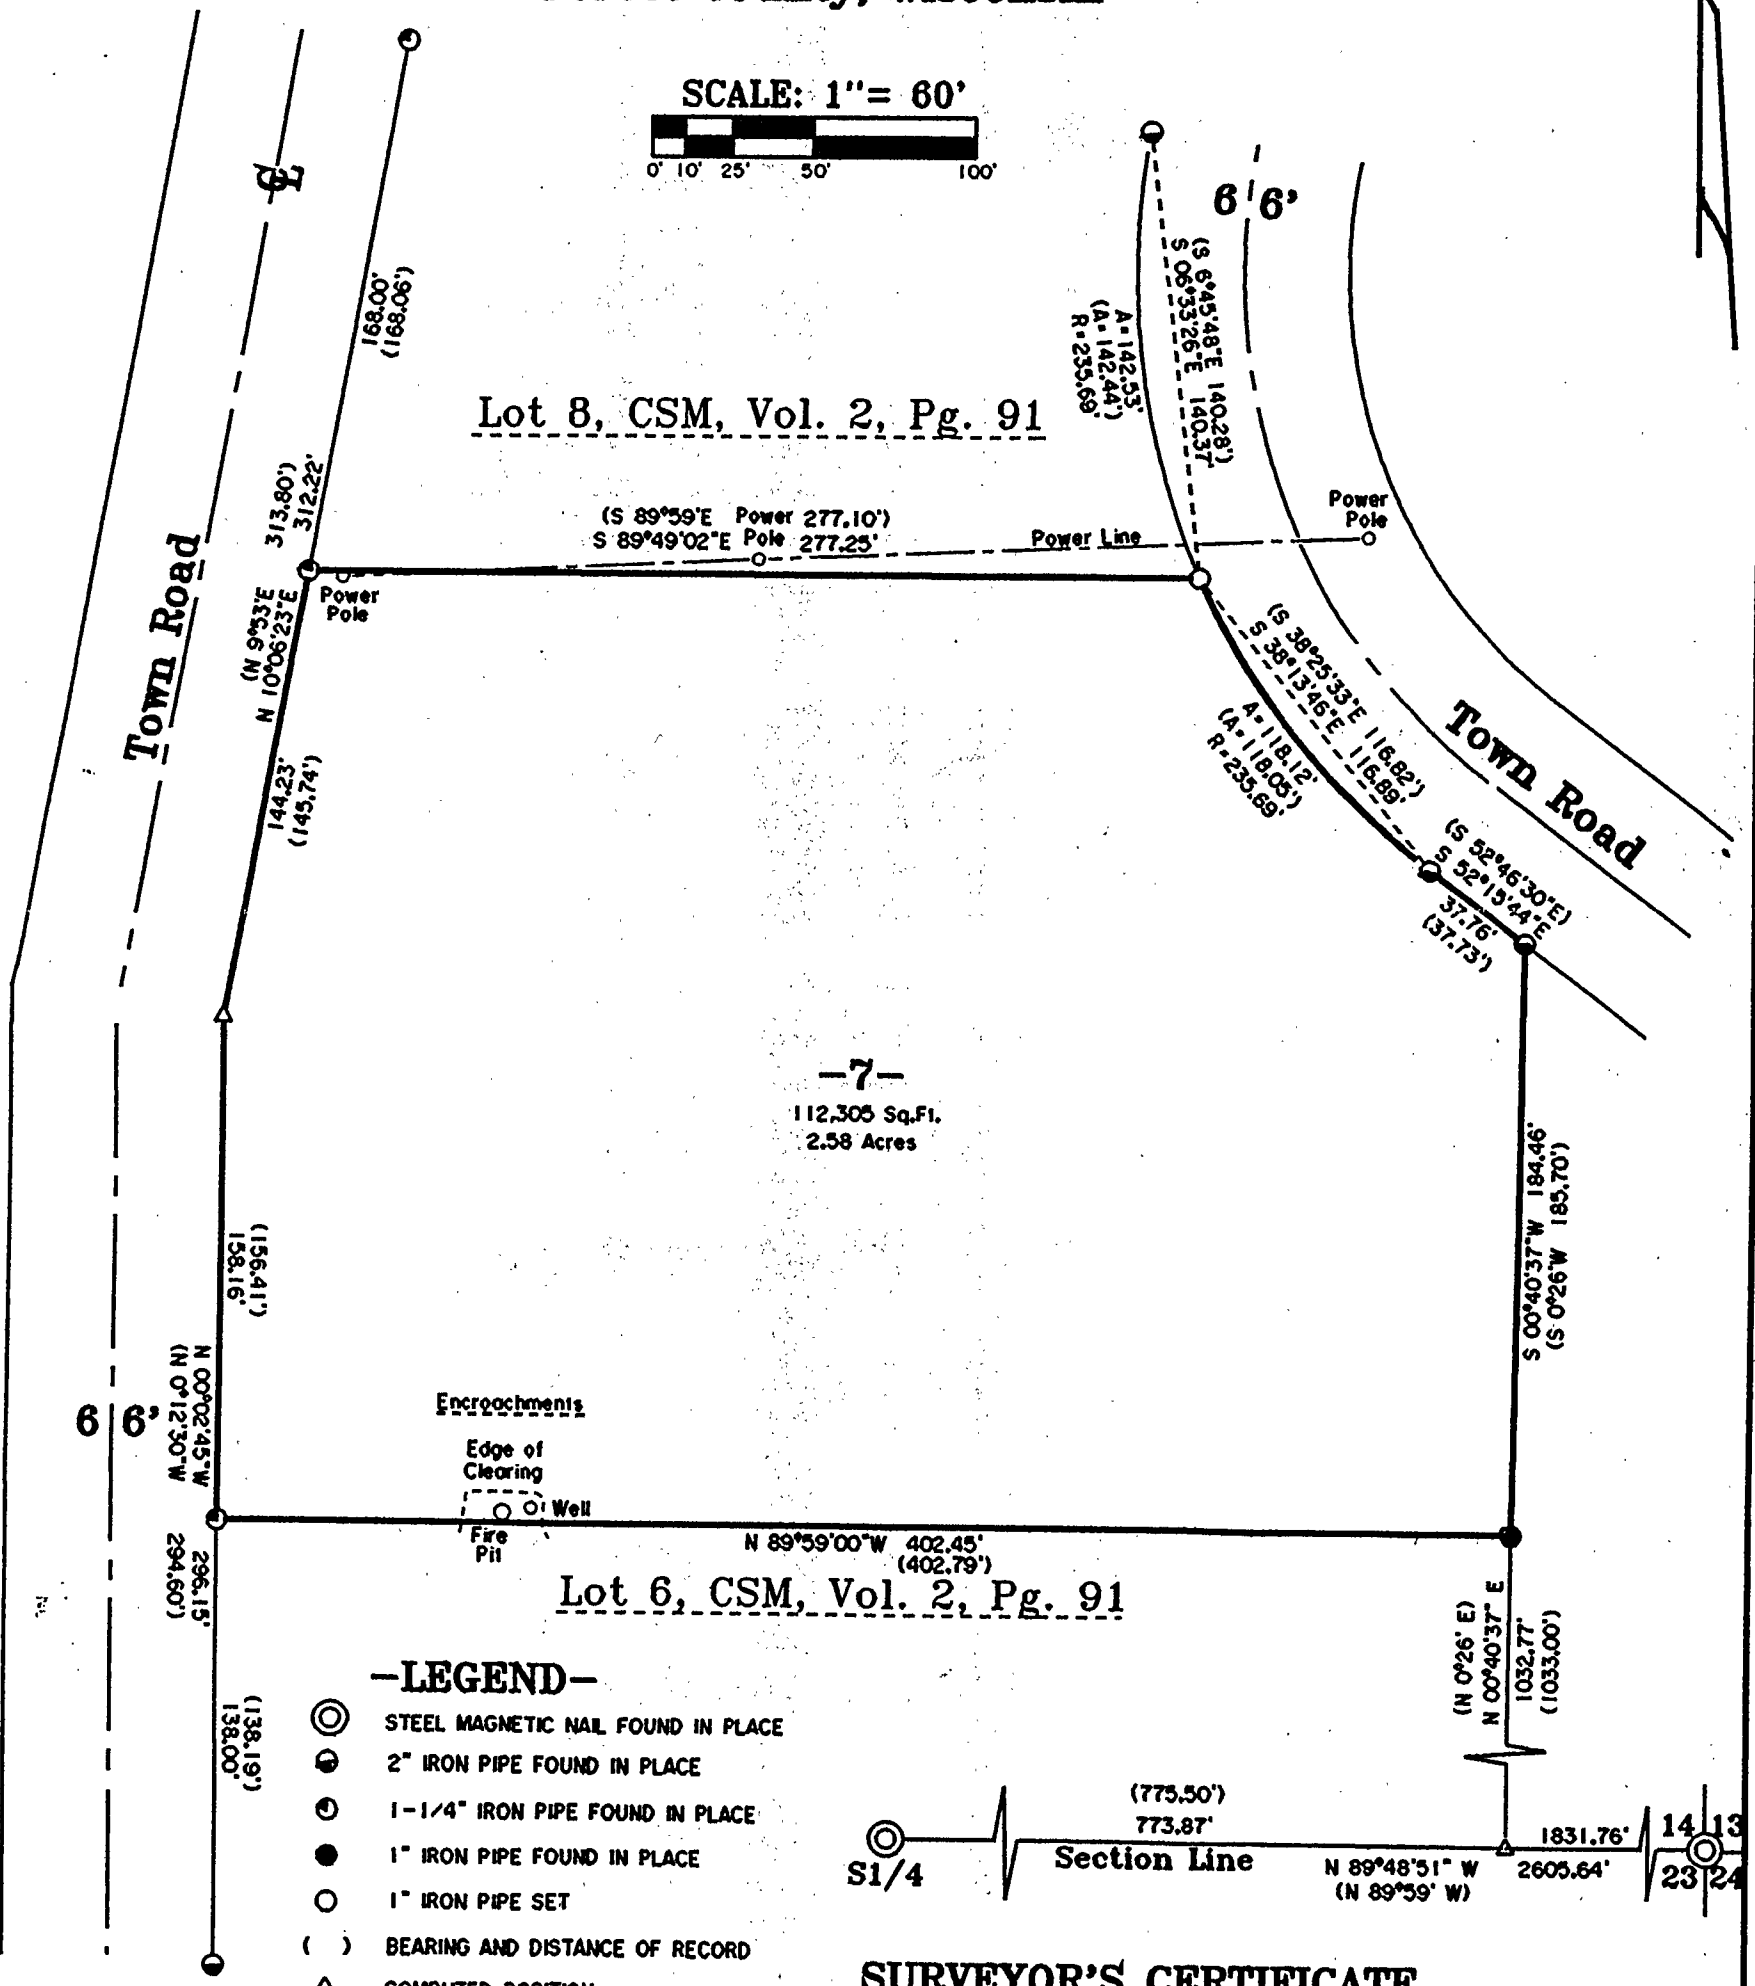 SCALE: 1"= 60'
0' 10' 25' 50' 100'
℄
6 6'
168.00'
(168.06')
(S 6°45'48"E 140.28')
S 06°33'26"E 140.37'
A=142.53'
(A=142.44')
R=235.69'
Lot 8, CSM, Vol. 2, Pg. 91
313.80')
312.22'
(S 89°59'E Power 277.10')
S 89°49'02"E Pole 277.25'
Power Line
Power
Pole
Power
Pole
Town Road
(N 9°53'E
N 10°06'23"E
144.23'
(145.74')
(S 38°25'33"E 116.82')
S 38°13'46"E 116.89'
A=118.12'
(A=118.05')
R=235.69'
Town Road
(S 52°46'30"E)
S 52°15'44"E
37.76'
(37.73')
-7-
112,305 Sq.Ft.
2.58 Acres
S 00°40'37"W 184.46'
(S 0°26'W 185.70')
(156.41')
158.16'
N 00°02'45"W
(N 0°12'30"W
6 6'
Encroachments
Edge of
Clearing
Well
Fire
Pit
N 89°59'00"W 402.45'
(402.79')
296.15'
294.60')
Lot 6, CSM, Vol. 2, Pg. 91
(N 0°26' E)
N 00°40'37" E
1032.77'
(1033.00')
(138.19')
138.00'
-LEGEND-
STEEL MAGNETIC NAIL FOUND IN PLACE
2" IRON PIPE FOUND IN PLACE
1-1/4" IRON PIPE FOUND IN PLACE
1" IRON PIPE FOUND IN PLACE
1" IRON PIPE SET
( ) BEARING AND DISTANCE OF RECORD
(775.50')
773.87'
S1/4
Section Line
1831.76'
N 89°48'51" W 2605.64'
(N 89°59' W)
14 13
23 24
SURVEYOR'S CERTIFICATE